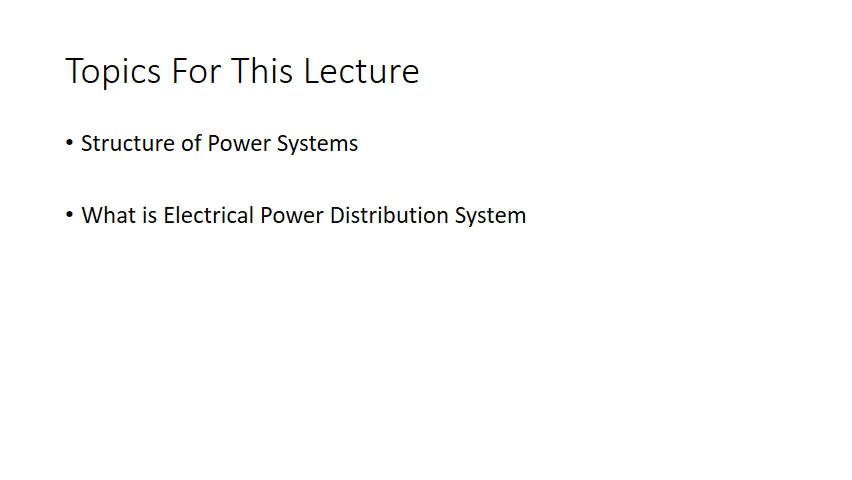 Topics For This Lecture
• Structure of Power Systems
• What is Electrical Power Distribution System